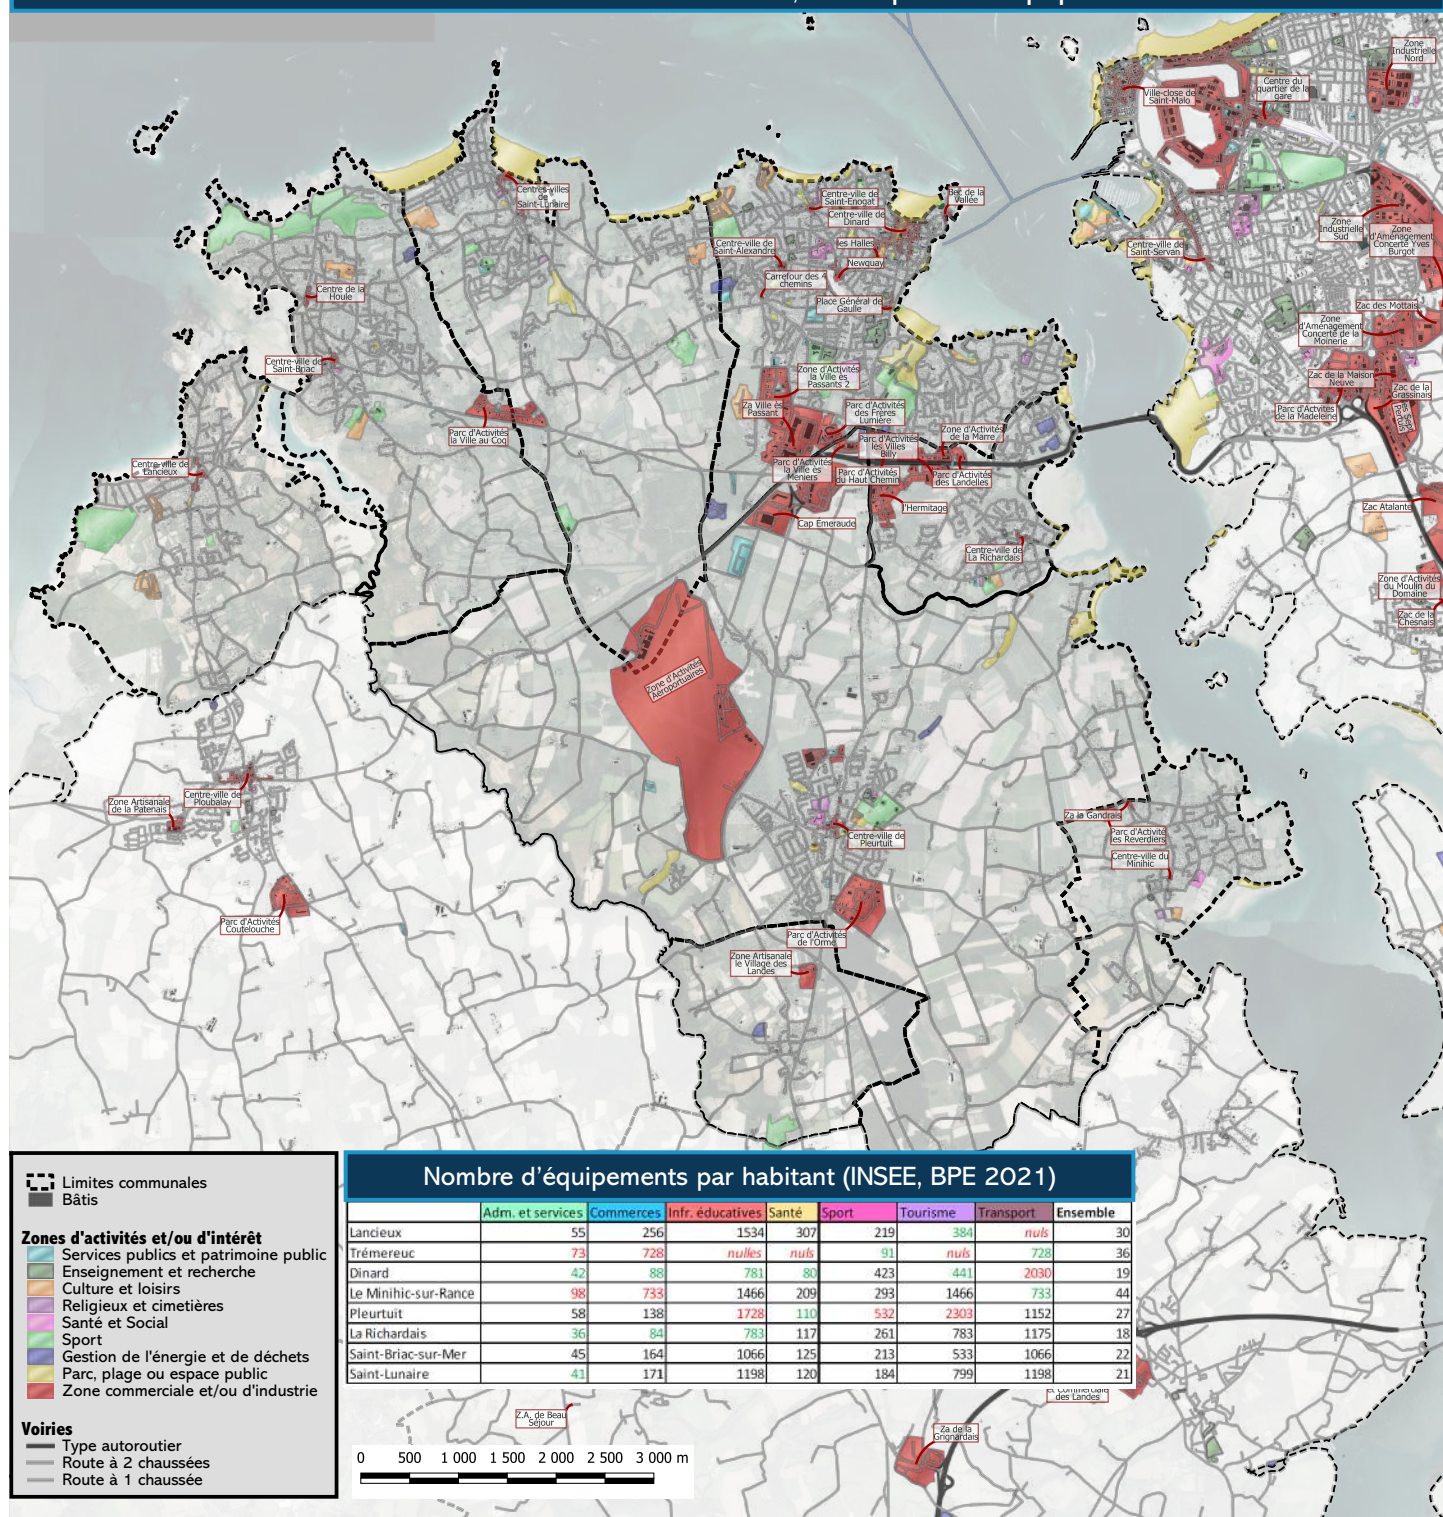 Zone
Industrielle
Nord
Ville-close de
Saint-Malo
Centre du
quartier de la
gare
Centres-villes
de
Saint-Lunaire
Centre-ville de
Saint-Enogat
Bec de la
Vallée
Centre-ville de
Dinard
les Halles
Centre-ville de
Saint-Alexandre
Newquay
Carrefour des 4
chemins
Place Général de
Gaulle
Centre-ville de
Saint-Servan
Zone
Industrielle
Sud
Zone
d'Aménagement
Concerté Yves
Burgot
Centre de la
Houle
Zac des Mottais
Zone
d'Aménagement
Concerté de la
Moinerie
Centre-ville de
Saint-Briac
Zone d'Activités
la Ville es
Passants 2
Zac de la Maison
Neuve
Zac de la
Grassinais
Za Ville ès
Passant
Parc d'Activités
des Frères
Lumière
Parc d'Activités
de la Madeleine
Parc d'Activités
la Ville au Coq
Zone d'Activités
de la Marre
Parc d'Activités
les Villes
Billy
Centre-ville de
Lancieux
Parc d'Activités
la Ville es
Meniers
Parc d'Activités
du Haut Chemin
Parc d'Activités
des Landelles
l'Hermitage
Cap Emeraude
Zac Atalante
Centre-ville de
La Richardais
Zone d'Activités
du Moulin du
Domaine
Zac de la
Chesnais
Zone d'Activités
Aéroportuaires
Centre-ville de
Ploubalay
Zone Artisanale
de la Patenais
Centre-ville de
Pleurtuit
Za la Gandrais
Parc d'Activité
les Reverdiers
Centre-ville du
Minihic
Parc d'Activités
Coutelouche
Parc d'Activités
de l'Orme
Zone Artisanale
le Village des
Landes
Limites communales
Bâtis
Zones d'activités et/ou d'intérêt
Services publics et patrimoine public
Enseignement et recherche
Culture et loisirs
Religieux et cimetières
Santé et Social
Sport
Gestion de l'énergie et de déchets
Parc, plage ou espace public
Zone commerciale et/ou d'industrie
Voiries
Type autoroutier
Route à 2 chaussées
Route à 1 chaussée
Nombre d'équipements par habitant (INSEE, BPE 2021)
Adm. et services Commerces Infr. éducatives Santé Sport Tourisme Transport Ensemble
Lancieux 55 256 1534 307 219 384 nuls 30
Trémereuc 73 728 nulles nuls 91 nuls 728 36
Dinard 42 88 781 80 423 441 2030 19
Le Minihic-sur-Rance 98 733 1466 209 293 1466 733 44
Pleurtuit 58 138 1728 110 532 2303 1152 27
La Richardais 36 84 783 117 261 783 1175 18
Saint-Briac-sur-Mer 45 164 1066 125 213 533 1066 22
Saint-Lunaire 41 171 1198 120 184 799 1198 21
et Commerciale
des Landes
Z.A. de Beau
Séjour
Za de la
Grignardais
0 500 1 000 1 500 2 000 2 500 3 000 m